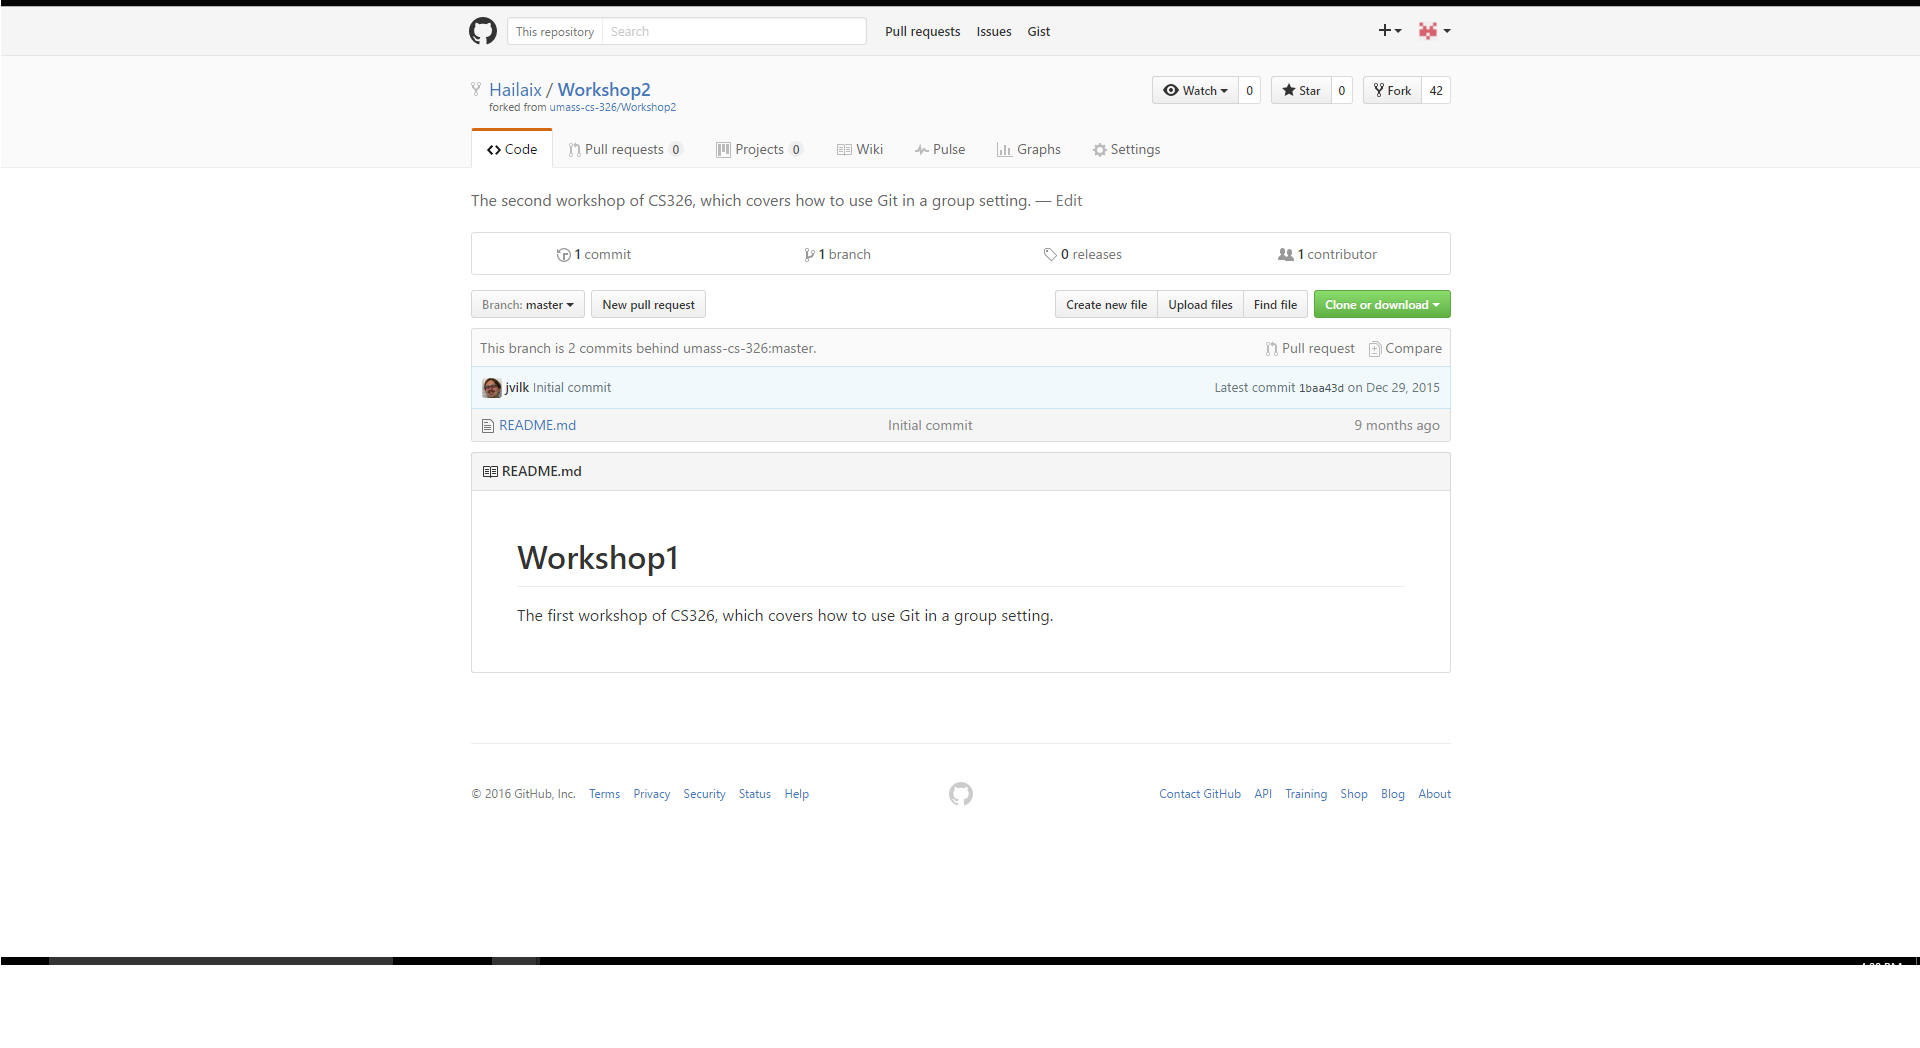 This repository Search Pull requests Issues Gist
Hailaix / Workshop2 Watch 0 Star 0 Fork 42
forked from umass-cs-326/Workshop2
Code Pull requests 0 Projects 0 Wiki Pulse Graphs Settings
The second workshop of CS326, which covers how to use Git in a group setting. — Edit
1 commit 1 branch 0 releases 1 contributor
Branch: master New pull request Create new file Upload files Find file Clone or download
This branch is 2 commits behind umass-cs-326:master. Pull request Compare
jvilk Initial commit Latest commit 1baa43d on Dec 29, 2015
README.md Initial commit 9 months ago
README.md
Workshop1
The first workshop of CS326, which covers how to use Git in a group setting.
© 2016 GitHub, Inc. Terms Privacy Security Status Help Contact GitHub API Training Shop Blog About